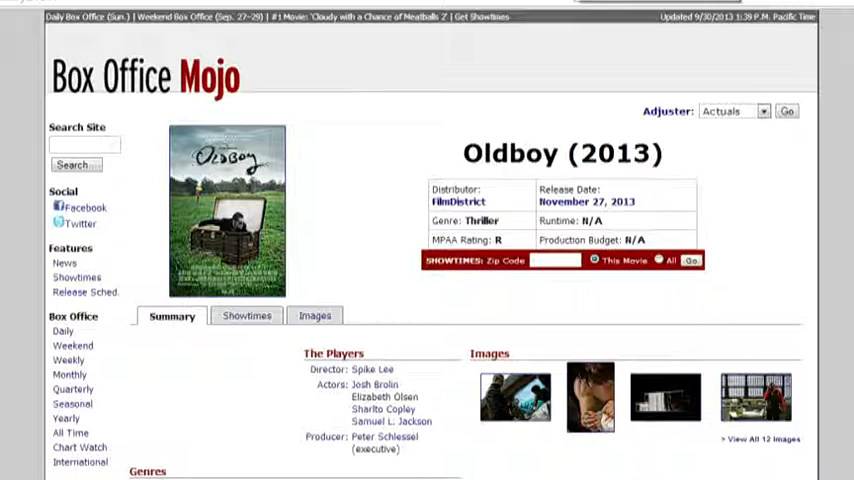 Daily Box Office (Sun.) | Weekend Box Office (Sep. 27-29) | #1 Movie: 'Cloudy with a Chance of Meatballs 2' | Get Showtimes
Updated 9/30/2013 1:39 P.M. Pacific Time
Box Office Mojo
Adjuster: Actuals Go
Search Site
Search...
Social
Facebook
Twitter
Features
News
Showtimes
Release Sched.
Box Office
Daily
Weekend
Weekly
Monthly
Quarterly
Seasonal
Yearly
All Time
Chart Watch
International
OLDBOY
Oldboy (2013)
Distributor:
FilmDistrict
Release Date:
November 27, 2013
Genre: Thriller
Runtime: N/A
MPAA Rating: R
Production Budget: N/A
SHOWTIMES: Zip Code This Movie All Go
Summary
Showtimes
Images
The Players
Director: Spike Lee
Actors: Josh Brolin
Elizabeth Olsen
Sharlto Copley
Samuel L. Jackson
Producer: Peter Schlessel
(executive)
Images
> View All 12 Images
Genres